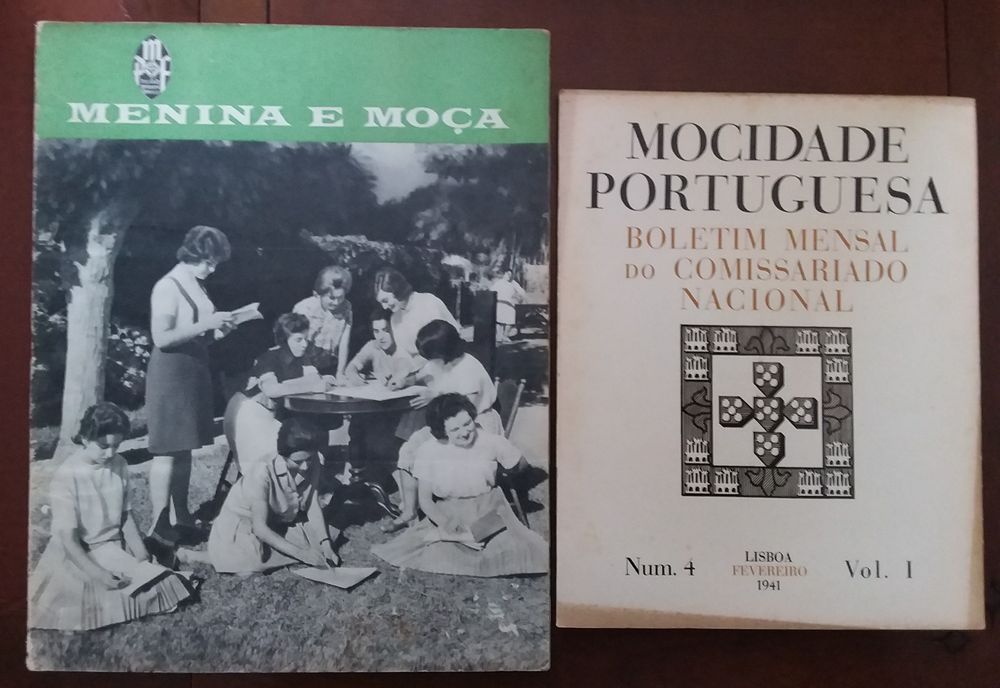 m
P F
MENINA E MOÇA
MOCIDADE
PORTUGUESA
BOLETIM MENSAL
DO COMISSARIADO
NACIONAL
Num. 4
LISBOA
FEVEREIRO
1941
Vol. I